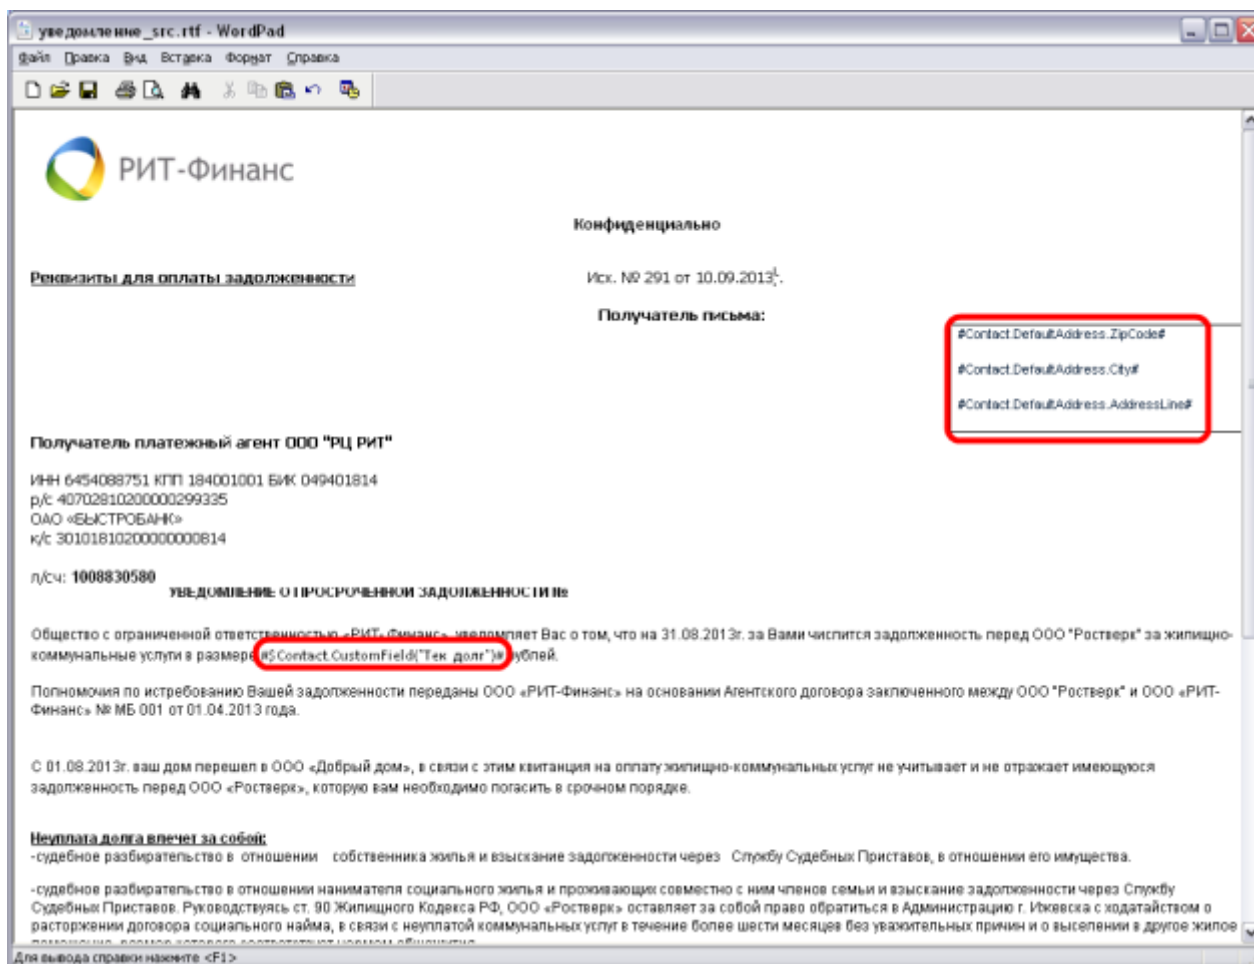 уведомление_src.rtf - WordPad
Файл Правка Вид Вставка Формат Справка
РИТ-Финанс
Конфиденциально
Реквизиты для оплаты задолженности
Исх. № 291 от 10.09.2013г.
Получатель письма:
#Contact.DefaultAddress.ZipCode#
#Contact.DefaultAddress.City#
#Contact.DefaultAddress.AddressLine#
Получатель платежный агент ООО "РЦ РИТ"
ИНН 6454088751 КПП 184001001 БИК 049401814
р/с 40702810200000299335
ОАО «БЫСТРОБАНК»
к/с 30101810200000000814
л/сч: 1008830580
УВЕДОМЛЕНИЕ О ПРОСРОЧЕННОЙ ЗАДОЛЖЕННОСТИ №
Общество с ограниченной ответственностью «РИТ- Финанс» уведомляет Вас о том, что на 31.08.2013г. за Вами числится задолженность перед ООО "Ростверк" за жилищно-
коммунальные услуги в размере #$Contact.CustomField("Тек долг")# рублей.
Полномочия по истребованию Вашей задолженности переданы ООО «РИТ-Финанс» на основании Агентского договора заключенного между ООО "Ростверк" и ООО «РИТ-
Финанс» № МБ 001 от 01.04.2013 года.
С 01.08.2013г. ваш дом перешел в ООО «Добрый дом», в связи с этим квитанция на оплату жилищно-коммунальных услуг не учитывает и не отражает имеющуюся
задолженность перед ООО «Ростверк», которую вам необходимо погасить в срочном порядке.
Неуплата долга влечет за собой:
-судебное разбирательство в отношении собственника жилья и взыскание задолженности через Службу Судебных Приставов, в отношении его имущества.
-судебное разбирательство в отношении нанимателя социального жилья и проживающих совместно с ним членов семьи и взыскание задолженности через Службу
Судебных Приставов. Руководствуясь ст. 90 Жилищного Кодекса РФ, ООО «Ростверк» оставляет за собой право обратиться в Администрацию г. Ижевска с ходатайством о
расторжении договора социального найма, в связи с неуплатой коммунальных услуг в течение более шести месяцев без уважительных причин и о выселении в другое жилое
Для вывода справки нажмите <F1>